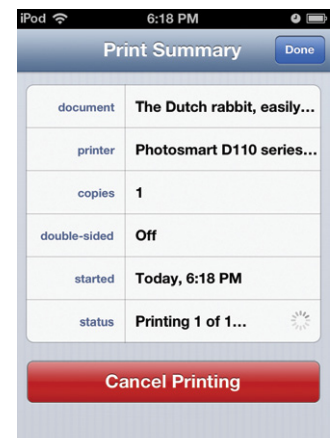 iPod 6:18 PM
Print Summary Done
document The Dutch rabbit, easily...
printer Photosmart D110 series...
copies 1
double-sided Off
started Today, 6:18 PM
status Printing 1 of 1...
Cancel Printing